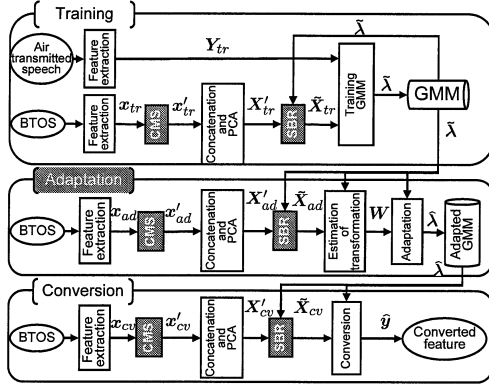 Training
Air transmitted speech
Feature extraction
Y_tr
λ̃
BTOS
Feature extraction
x_tr
CMS
x′_tr
Concatenation and PCA
X′_tr
SBR
X̃_tr
Training GMM
λ̃
GMM
λ̃
Adaptation
BTOS
Feature extraction
x_ad
CMS
x′_ad
Concatenation and PCA
X′_ad
SBR
X̃_ad
Estimation of transformation
W
Adaptation
λ̂
Adapted GMM
λ̂
Conversion
BTOS
Feature extraction
x_cv
CMS
x′_cv
Concatenation and PCA
X′_cv
SBR
X̃_cv
Conversion
ŷ
Converted feature